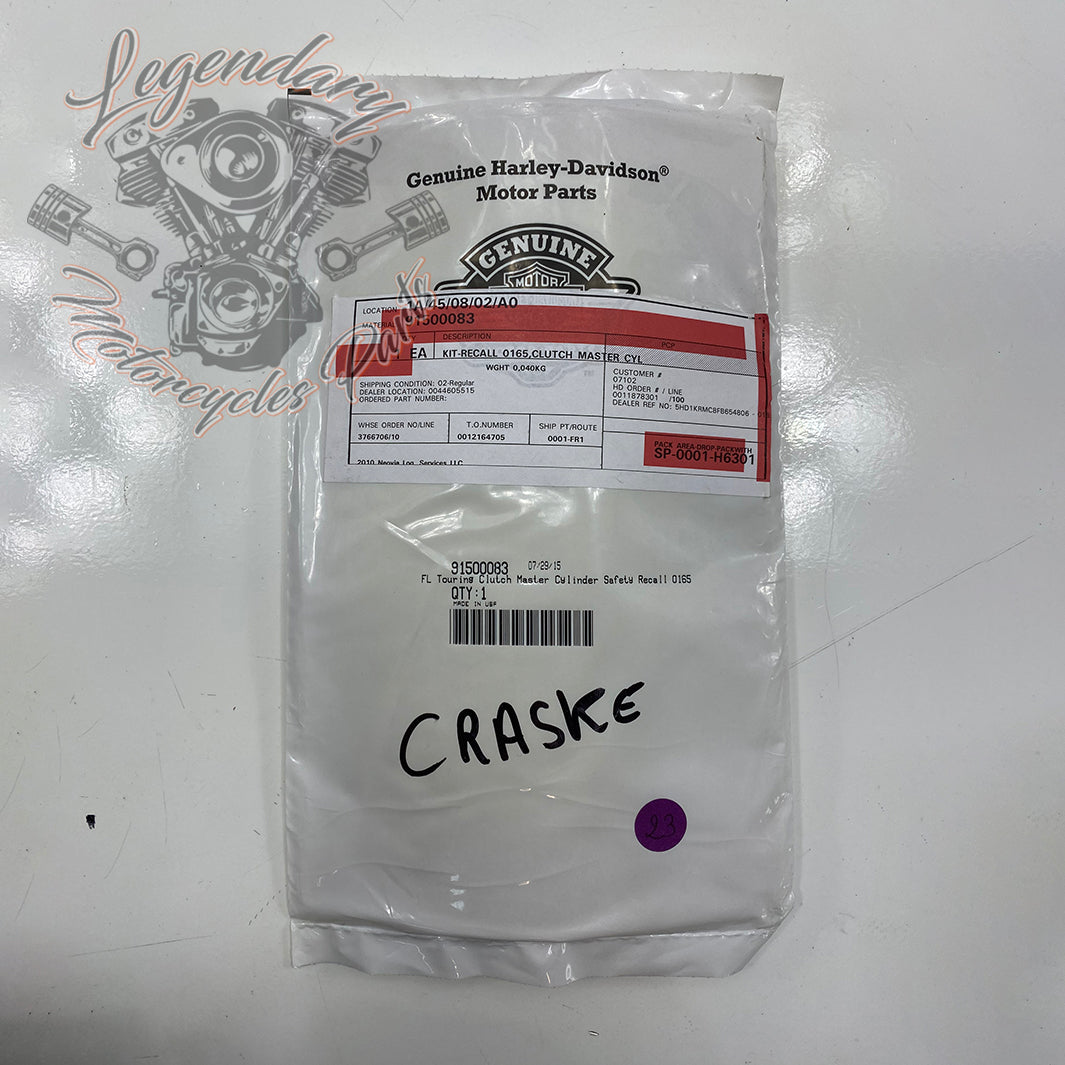 Legendary
Motorcycles Parts
Genuine Harley-Davidson®
Motor Parts
GENUINE
MOTOR
LOCATION 1A/45/08/02/A0
MATERIAL 91500083
DESCRIPTION
PCP
EA KIT-RECALL 0165,CLUTCH MASTER CYL
WGHT 0,040KG
SHIPPING CONDITION: 02-Regular
DEALER LOCATION: 0044605515
ORDERED PART NUMBER:
CUSTOMER #
07102
HD ORDER # / LINE
0011878301 /100
DEALER REF NO: 5HD1KRMC8FB654806 -
WHSE ORDER NO/LINE
3766706/10
T.O.NUMBER
0012164705
SHIP PT/ROUTE
0001-FR1
PACK AREA-DROP-PACKWITH
SP-0001-H6301
2010 Neovia Log. Services LLC
91500083 07/29/15
FL Touring Clutch Master Cylinder Safety Recall 0165
QTY:1
MADE IN USA
CRASKE
23